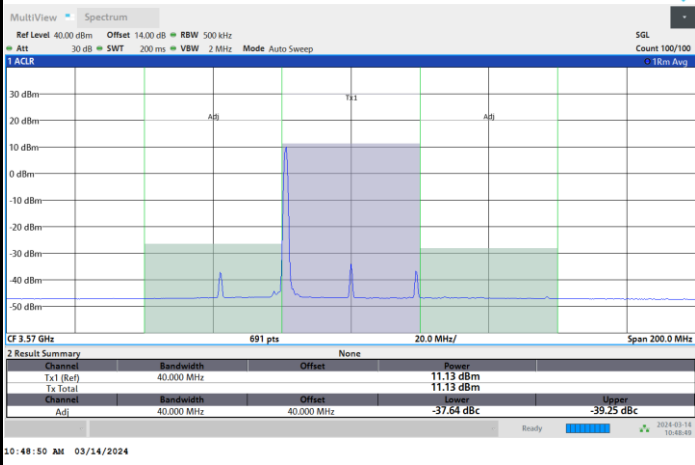 MultiView Spectrum
Ref Level 40.00 dBm Offset 14.00 dB RBW 500 kHz SGL
Att 30 dB SWT 200 ms VBW 2 MHz Mode Auto Sweep Count 100/100
1 ACLR 1Rm Avg
30 dBm
Tx1
20 dBm
Adj Adj
10 dBm
0 dBm
-10 dBm
-20 dBm
-30 dBm
-40 dBm
-50 dBm
CF 3.57 GHz 691 pts 20.0 MHz/ Span 200.0 MHz
2 Result Summary None
Channel Bandwidth Offset Power
Tx1 (Ref) 40.000 MHz 11.13 dBm
Tx Total 11.13 dBm
Channel Bandwidth Offset Lower Upper
Adj 40.000 MHz 40.000 MHz -37.64 dBc -39.25 dBc
Ready 2024-03-14
10:48:49
10:48:50 AM 03/14/2024